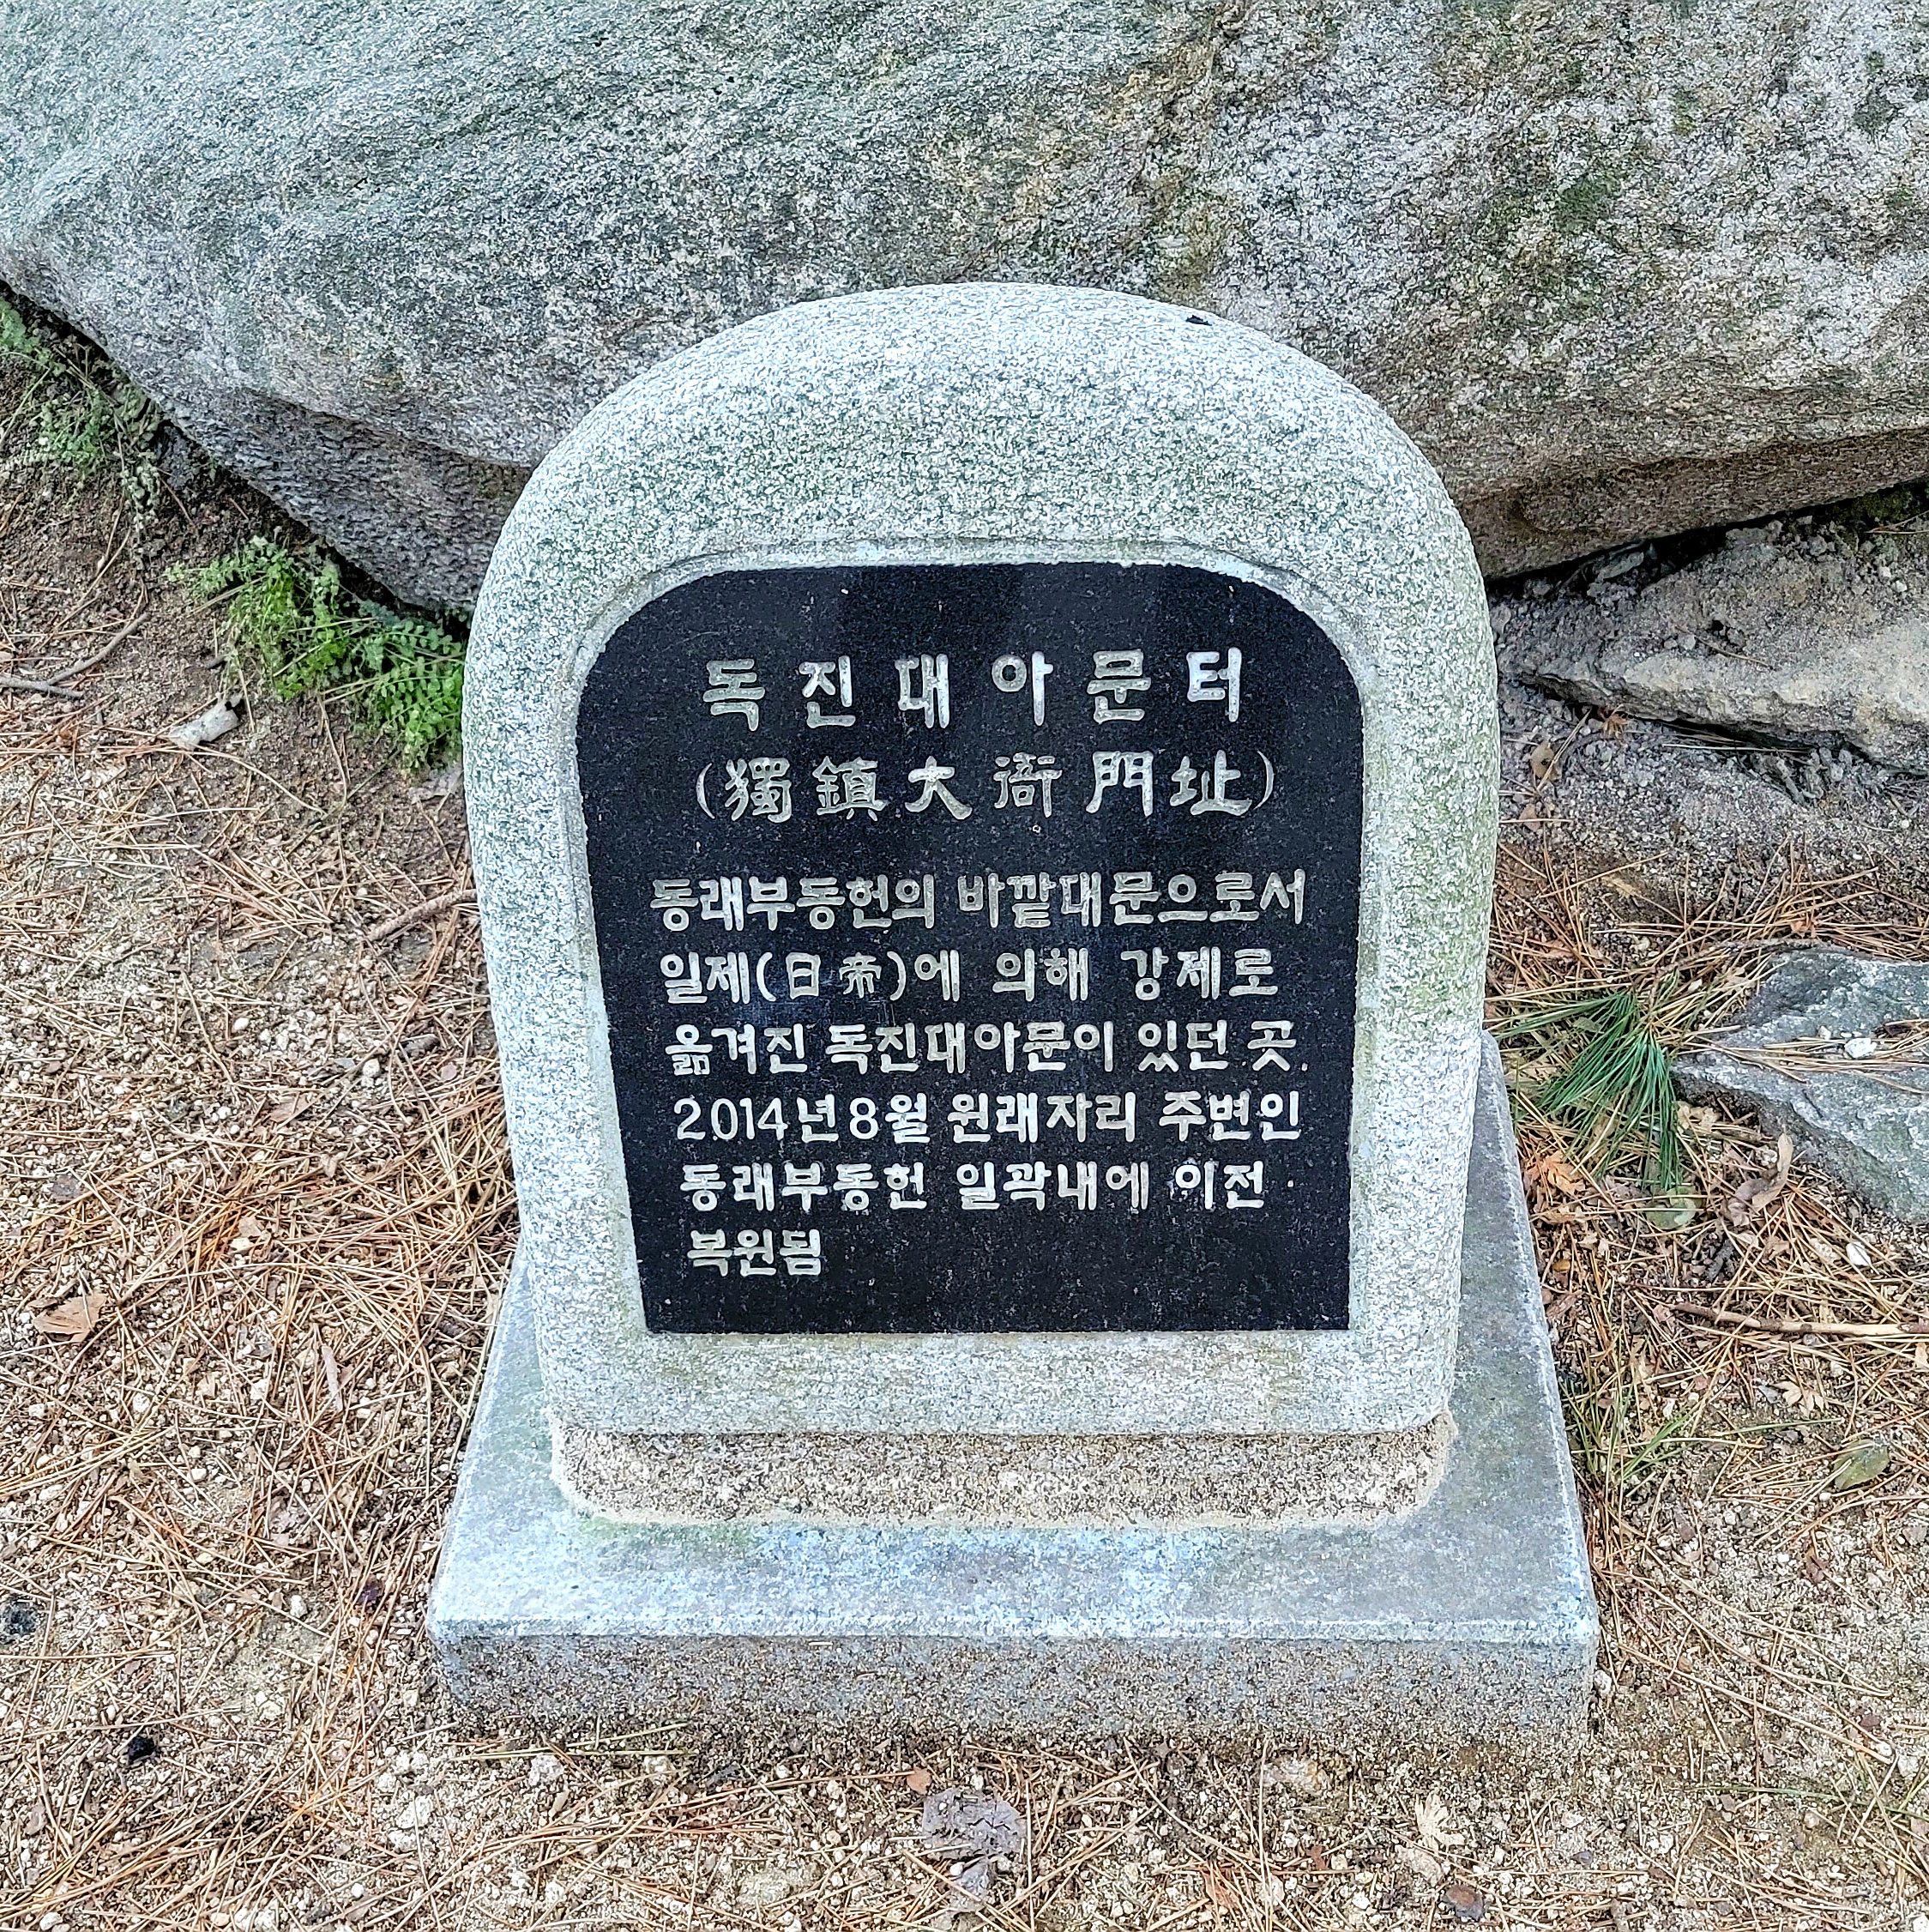 독진대아문터
(獨鎭大衙門址)
동래부동헌의 바깥대문으로서
일제(日帝)에 의해 강제로
옮겨진 독진대아문이 있던 곳.
2014년8월 원래자리 주변인
동래부동헌 일곽내에 이전
복원됨